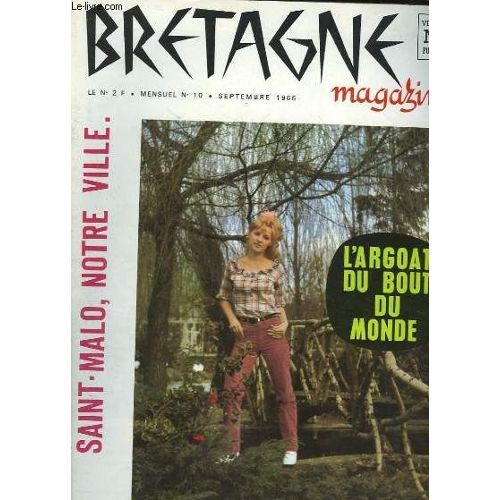 BRETAGNE
magazin
LE N° 2 F • MENSUEL N° 10 • SEPTEMBRE 1966
SAINT-MALO, NOTRE VILLE.
L'ARGOAT
DU BOUT
DU
MONDE
Le-livre.com